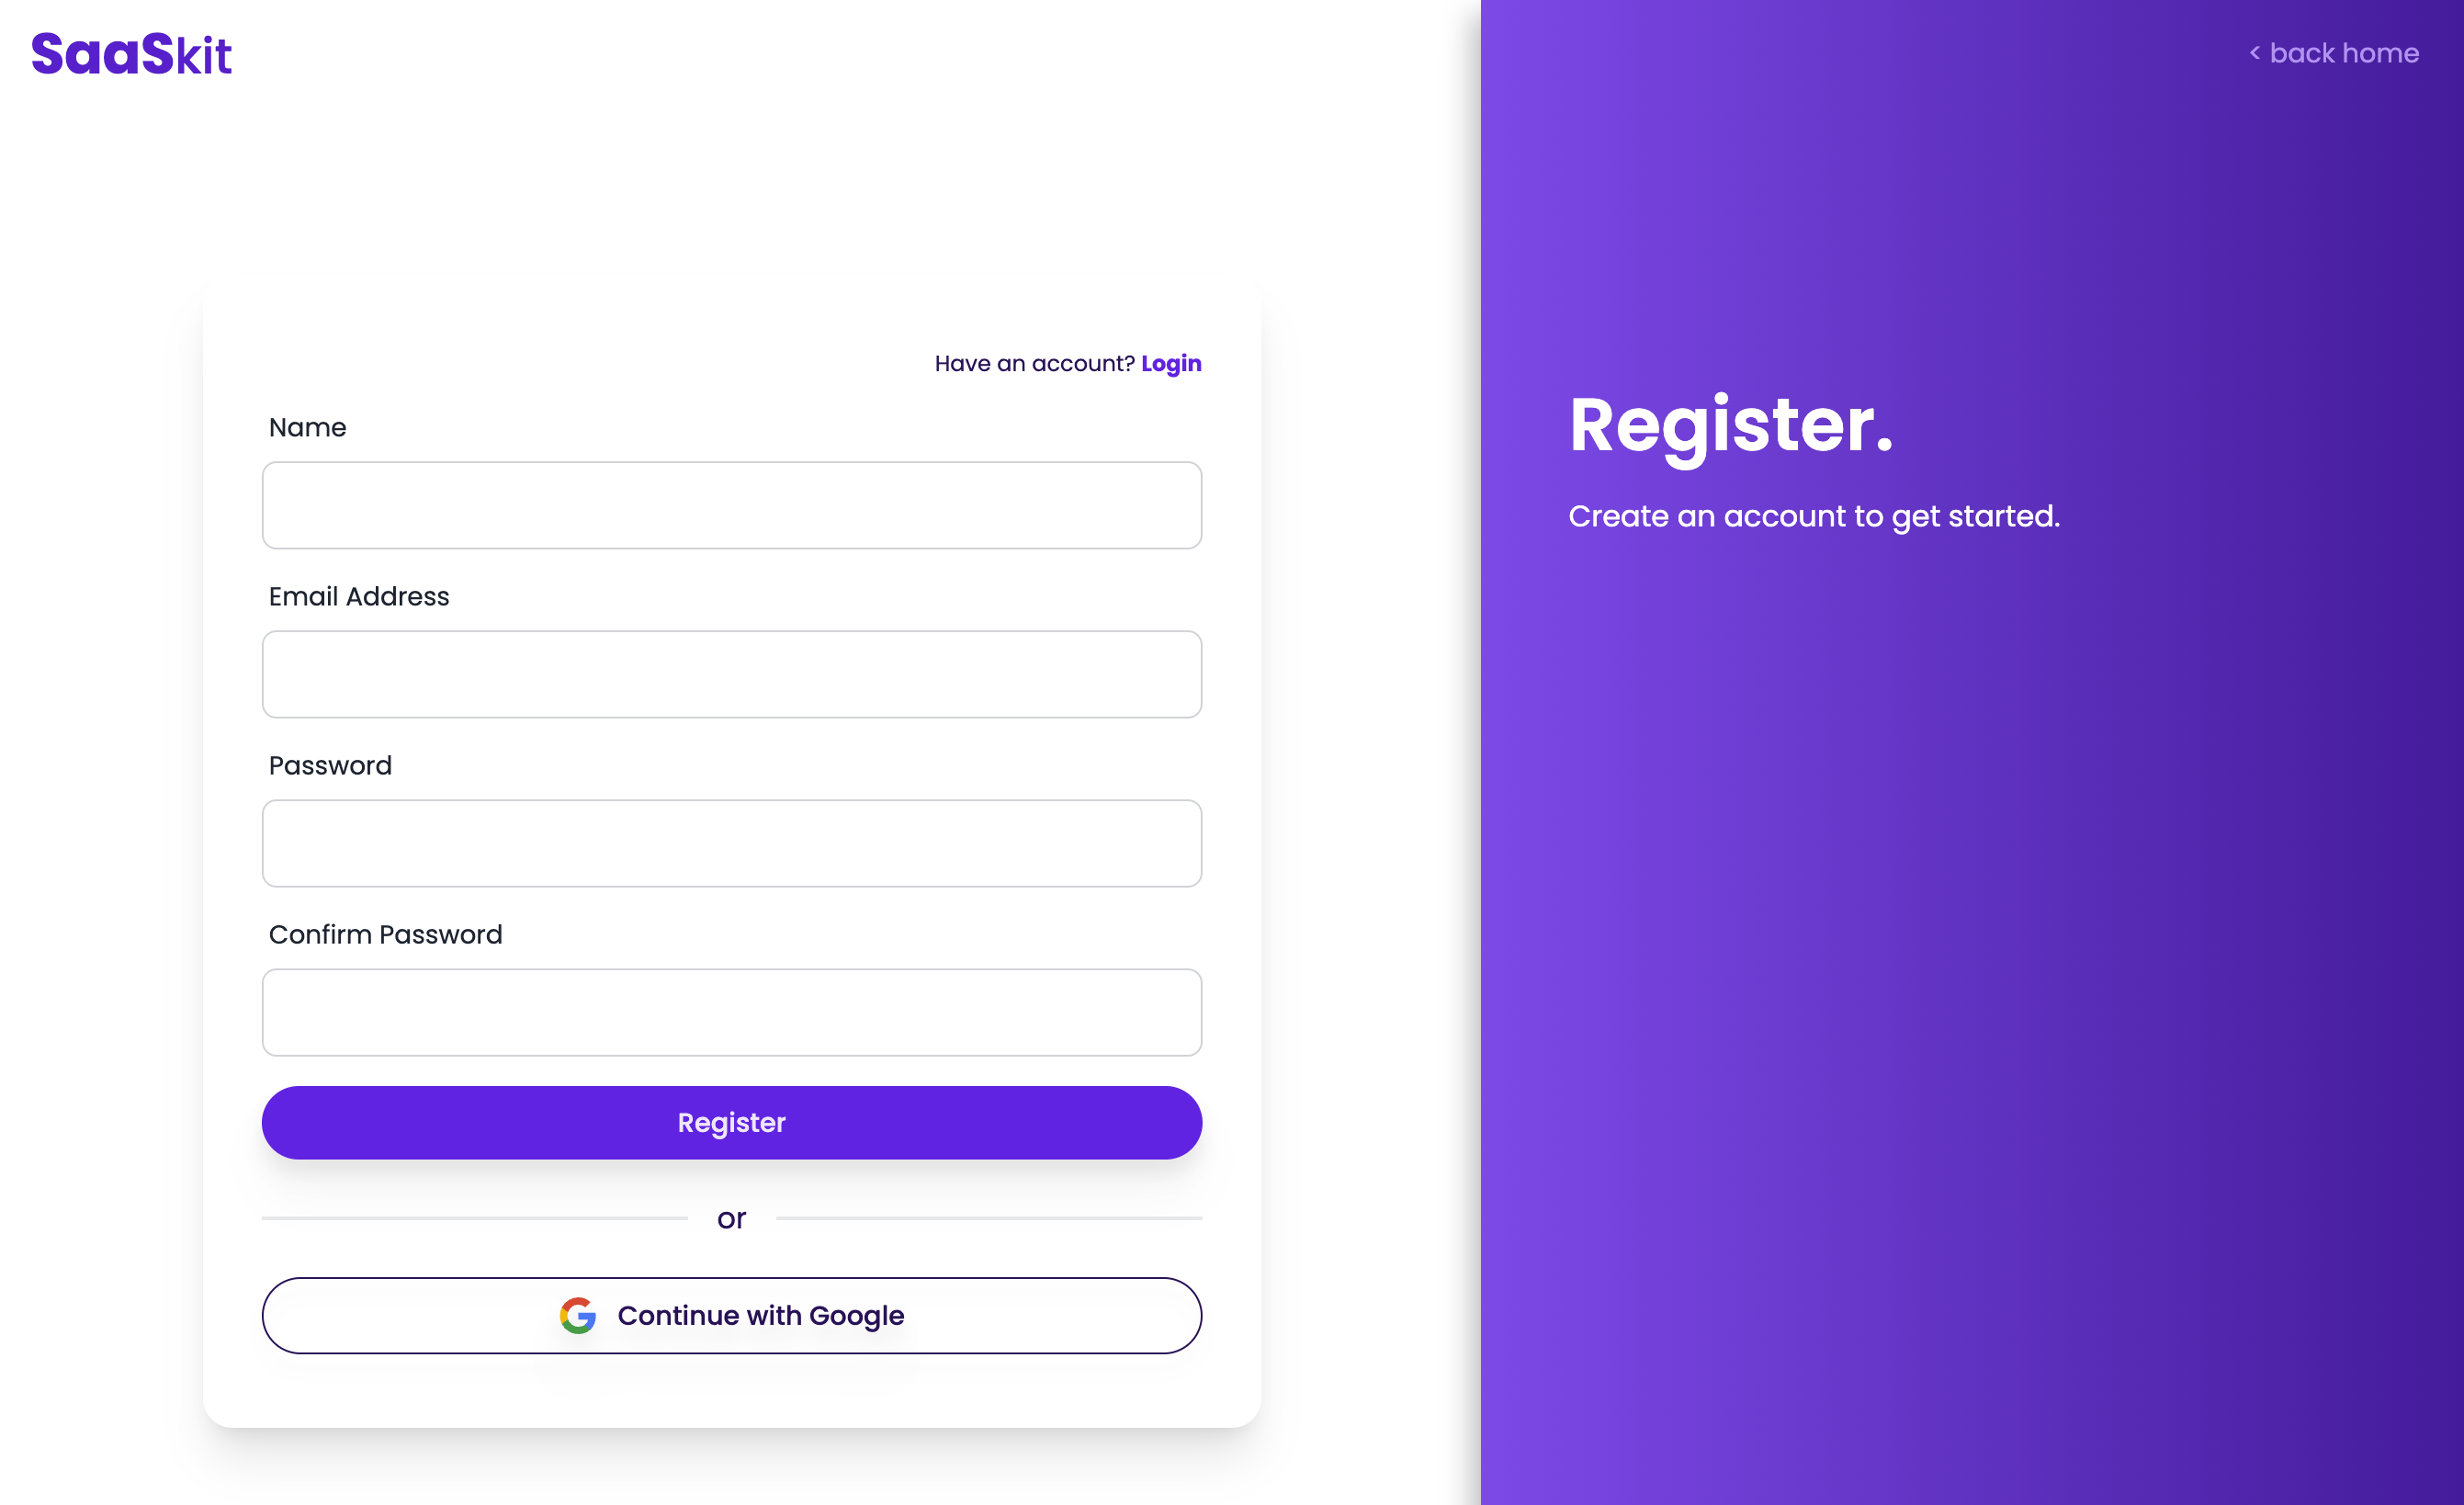 SaaSkit
< back home
Have an account? Login
Name
Email Address
Password
Confirm Password
Register
or
Continue with Google
Register.
Create an account to get started.